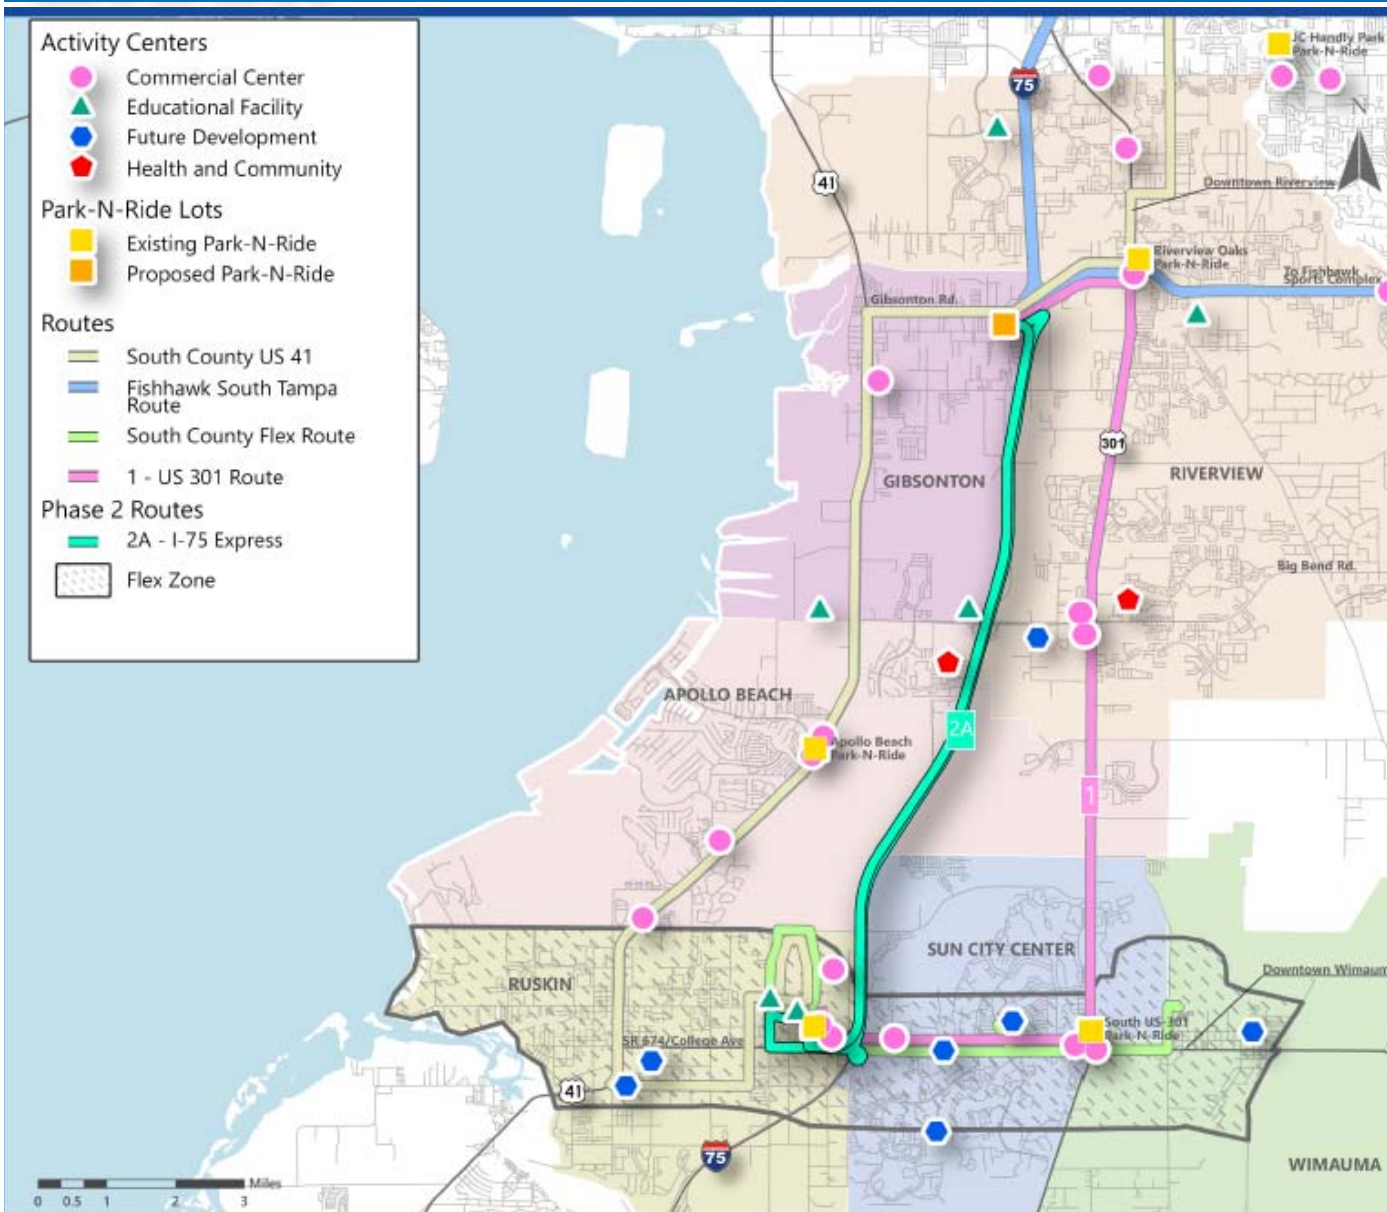 Activity Centers
Commercial Center
Educational Facility
Future Development
Health and Community
Park-N-Ride Lots
Existing Park-N-Ride
Proposed Park-N-Ride
Routes
South County US 41
Fishhawk South Tampa
Route
South County Flex Route
1 - US 301 Route
Phase 2 Routes
2A - I-75 Express
Flex Zone
JC Handly Park
Park-N-Ride
75
N
41
Downtown Riverview
Riverview Oaks
Park-N-Ride
To Fishhawk
Sports Complex
Gibsonton Rd.
301
GIBSONTON
RIVERVIEW
Big Bend Rd.
APOLLO BEACH
2A
Apollo Beach
Park-N-Ride
1
SUN CITY CENTER
RUSKIN
Downtown Wimaum
South US-301
Park-N-Ride
SR 674/College Ave
41
75
WIMAUMA
Miles
0 0.5 1 2 3